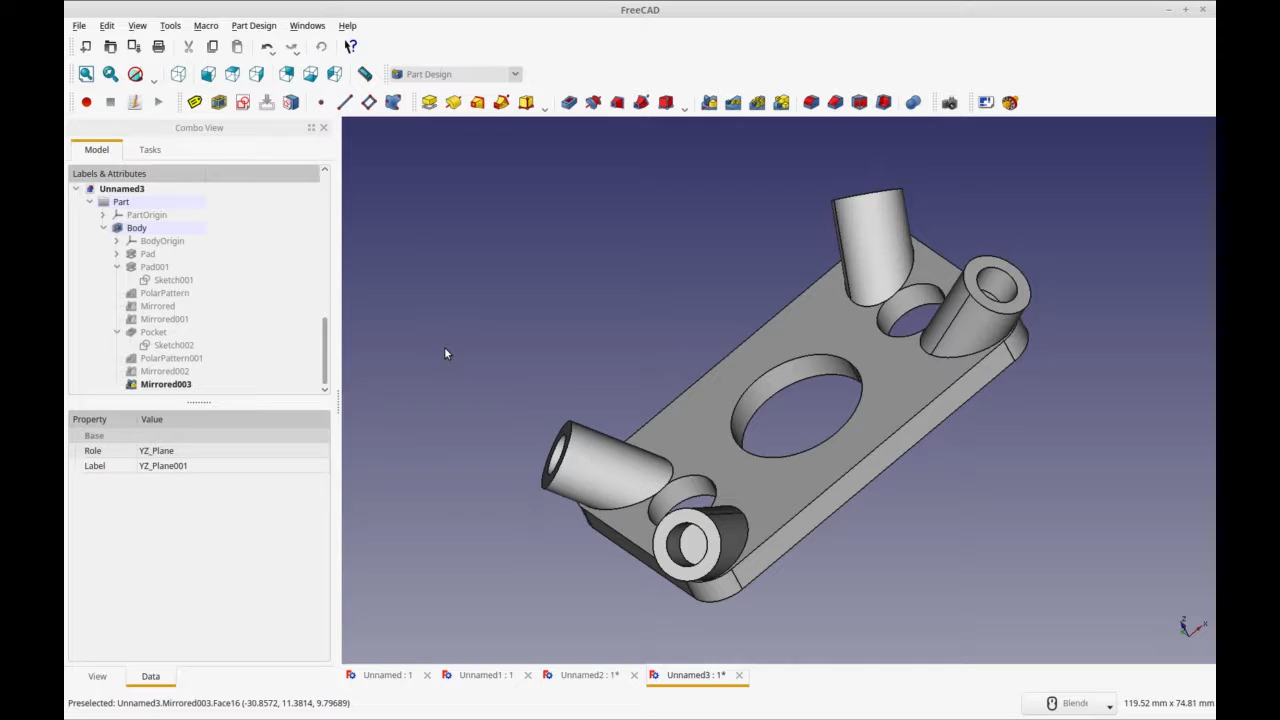 FreeCAD
File Edit View Tools Macro Part Design Windows Help
Part Design
Combo View
Model Tasks
Labels & Attributes
Unnamed3
Part
PartOrigin
Body
BodyOrigin
Pad
Pad001
Sketch001
PolarPattern
Mirrored
Mirrored001
Pocket
Sketch002
PolarPattern001
Mirrored002
Mirrored003
Property Value
Base
Role YZ_Plane
Label YZ_Plane001
Z
X
View Data
Unnamed : 1 Unnamed1 : 1 Unnamed2 : 1* Unnamed3 : 1*
Preselected: Unnamed3.Mirrored003.Face16 (-30.8572, 11.3814, 9.79689)
119.52 mm x 74.81 mm